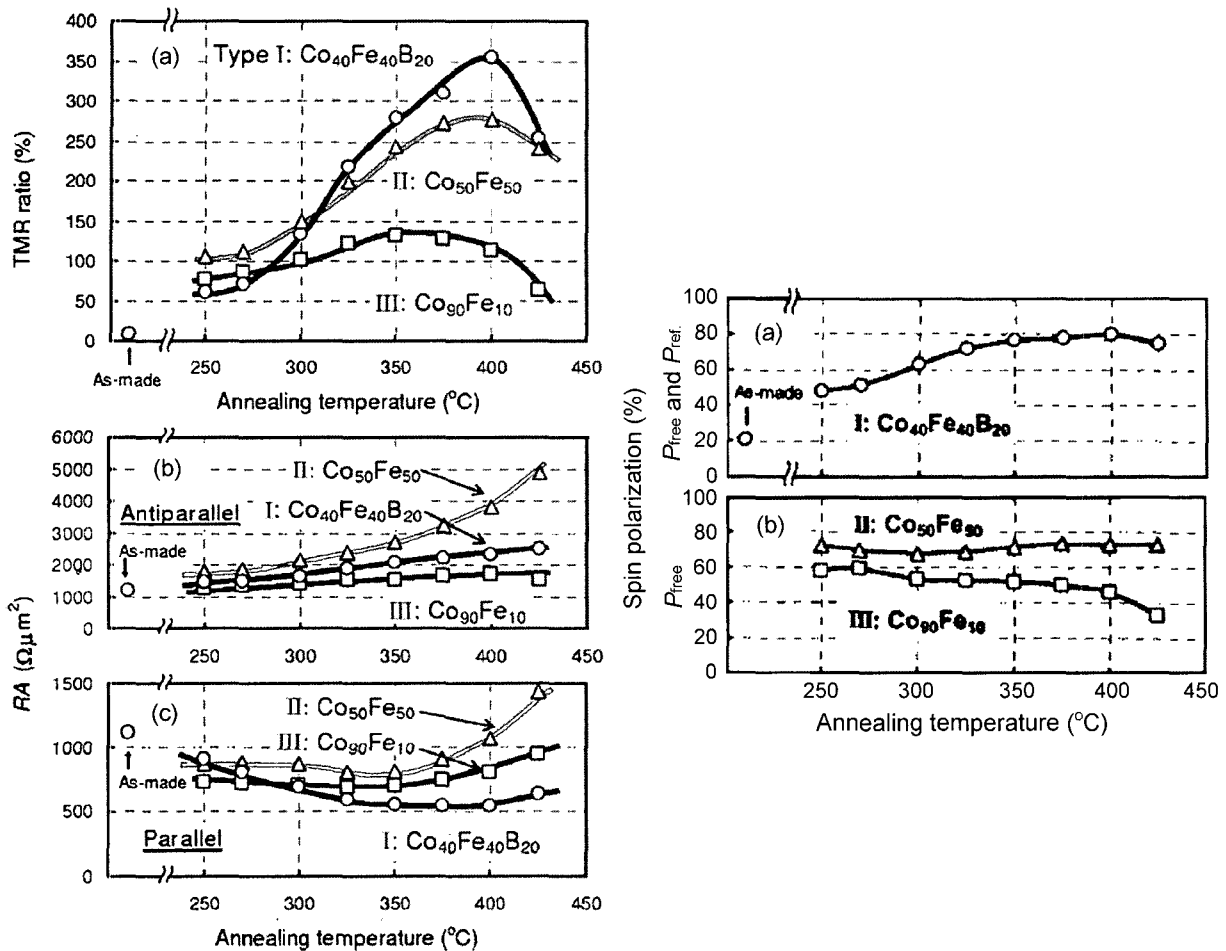 (a) Type I: Co40Fe40B20
II: Co50Fe50
III: Co90Fe10
TMR ratio (%)
400
350
300
250
200
150
100
50
0
As-made
250 300 350 400 450
Annealing temperature (°C)
(b)
II: Co50Fe50
I: Co40Fe40B20
Antiparallel
As-made
III: Co90Fe10
6000
5000
4000
3000
2000
1000
0
250 300 350 400 450
RA (Ωμm²)
(c)
II: Co50Fe50
III: Co90Fe10
As-made
I: Co40Fe40B20
Parallel
1500
1000
500
0
250 300 350 400 450
Annealing temperature (°C)
Spin polarization (%)
Pfree and Pref.
100
80
60
40
20
0
(a)
As-made
I: Co40Fe40B20
Pfree
100
80
60
40
20
0
(b)
II: Co50Fe50
III: Co90Fe10
250 300 350 400 450
Annealing temperature (°C)